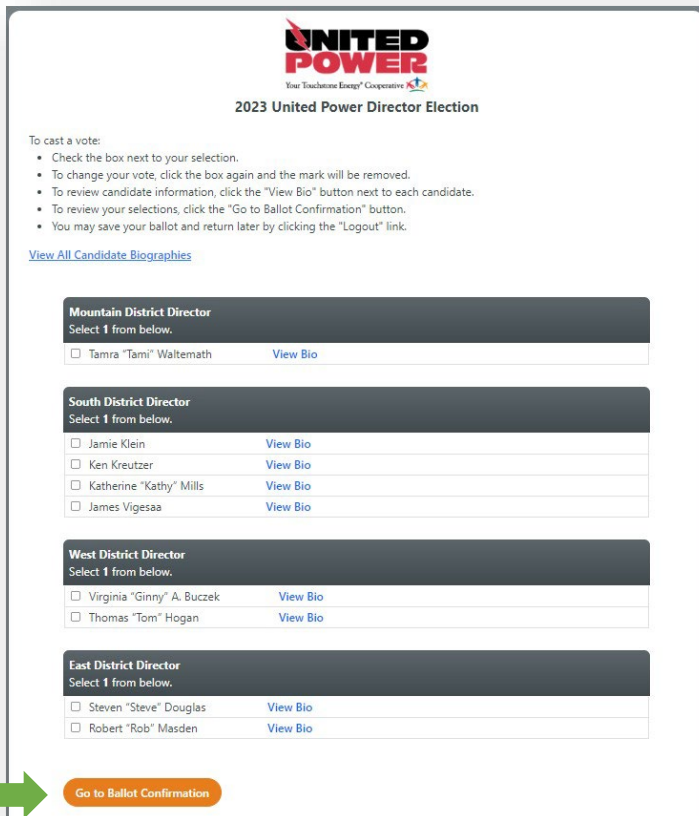 UNITED
POWER
Your Touchstone Energy® Cooperative
2023 United Power Director Election
To cast a vote:
• Check the box next to your selection.
• To change your vote, click the box again and the mark will be removed.
• To review candidate information, click the "View Bio" button next to each candidate.
• To review your selections, click the "Go to Ballot Confirmation" button.
• You may save your ballot and return later by clicking the "Logout" link.
View All Candidate Biographies
Mountain District Director
Select 1 from below.
Tamra "Tami" Waltemath View Bio
South District Director
Select 1 from below.
Jamie Klein View Bio
Ken Kreutzer View Bio
Katherine "Kathy" Mills View Bio
James Vigesaa View Bio
West District Director
Select 1 from below.
Virginia "Ginny" A. Buczek View Bio
Thomas "Tom" Hogan View Bio
East District Director
Select 1 from below.
Steven "Steve" Douglas View Bio
Robert "Rob" Masden View Bio
Go to Ballot Confirmation